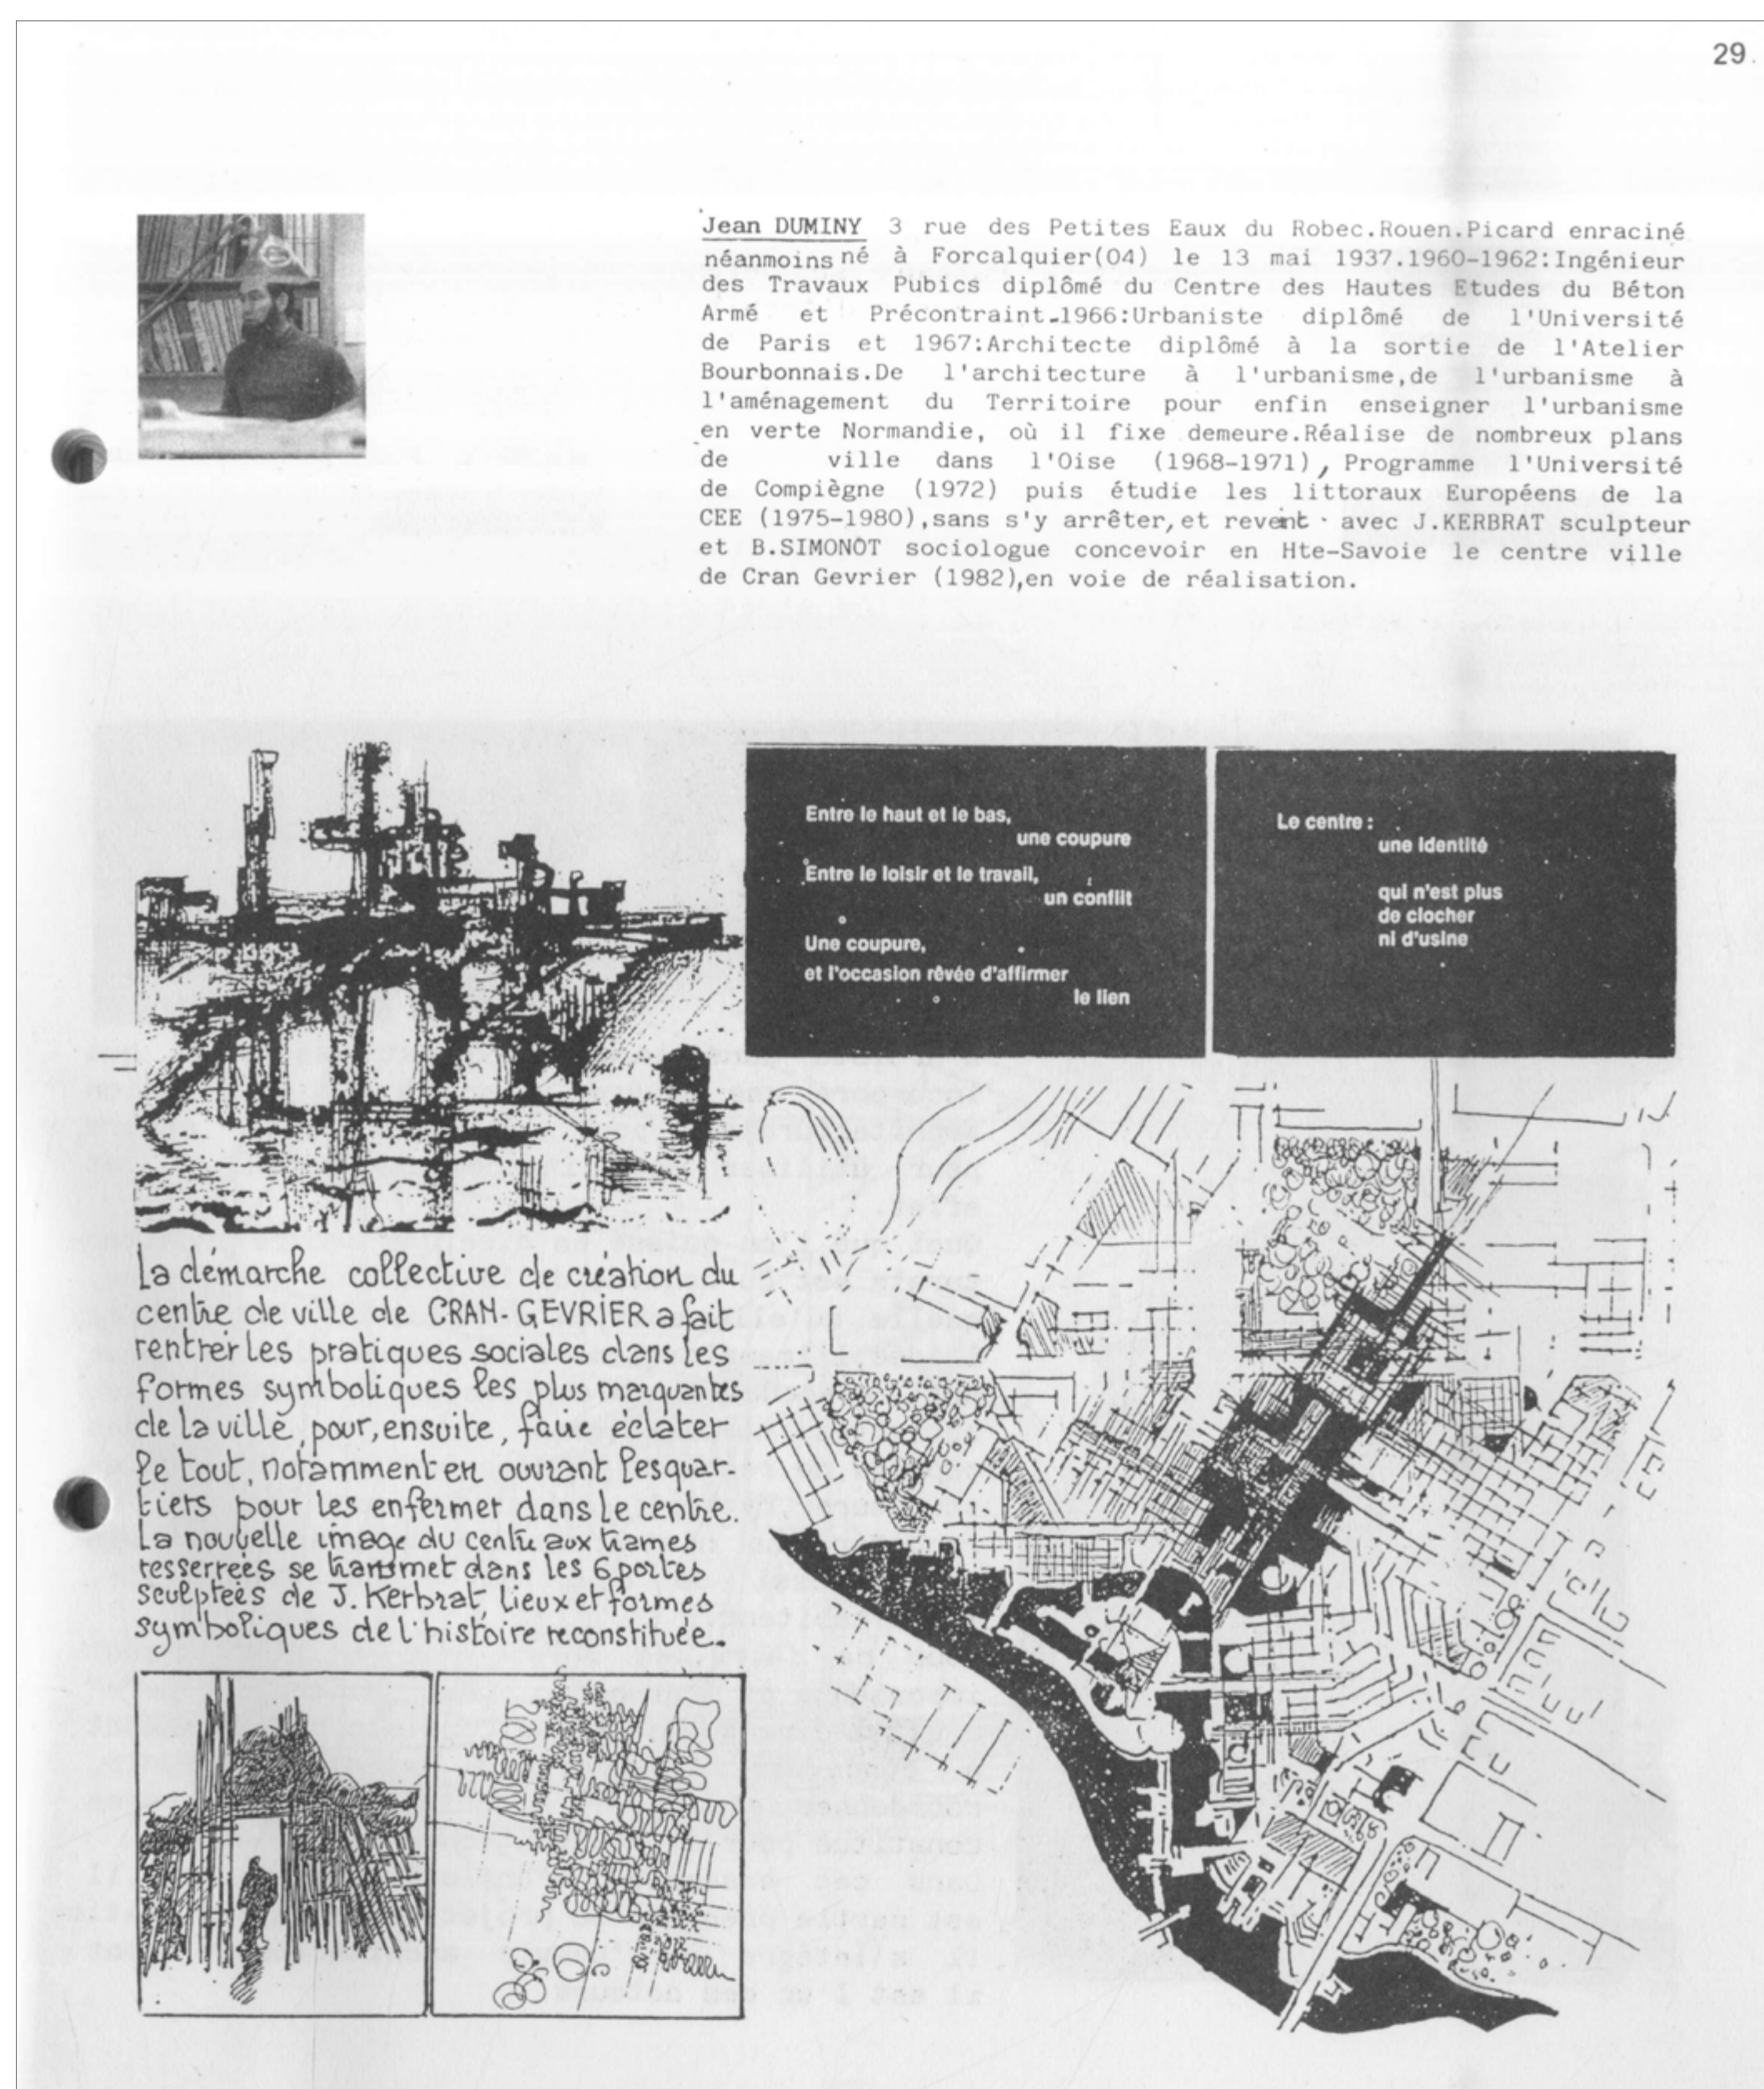 29.
Jean DUMINY 3 rue des Petites Eaux du Robec.Rouen.Picard enraciné
néanmoins né à Forcalquier(04) le 13 mai 1937.1960-1962:Ingénieur
des Travaux Pubics diplômé du Centre des Hautes Etudes du Béton
Armé et Précontraint.1966:Urbaniste diplômé de l'Université
de Paris et 1967:Architecte diplômé à la sortie de l'Atelier
Bourbonnais.De l'architecture à l'urbanisme,de l'urbanisme à
l'aménagement du Territoire pour enfin enseigner l'urbanisme
en verte Normandie, où il fixe demeure.Réalise de nombreux plans
de ville dans l'Oise (1968-1971), Programme l'Université
de Compiègne (1972) puis étudie les littoraux Européens de la
CEE (1975-1980),sans s'y arrêter,et revient avec J.KERBRAT sculpteur
et B.SIMONOT sociologue concevoir en Hte-Savoie le centre ville
de Cran Gevrier (1982),en voie de réalisation.
Entre le haut et le bas,
une coupure
Entre le loisir et le travail,
un conflit
Une coupure,
et l'occasion rêvée d'affirmer
le lien
Le centre :
une identité
qui n'est plus
de clocher
ni d'usine
La démarche collective de création du
centre de ville de CRAN-GEVRIER a fait
rentrer les pratiques sociales dans les
formes symboliques les plus marquantes
de la ville, pour, ensuite, faire éclater
le tout, notamment en ouvrant les quar-
tiers pour les enfermer dans le centre.
La nouvelle image du centre aux trames
resserrées se transmet dans les 6 portes
sculptées de J. Kerbrat, lieux et formes
symboliques de l'histoire reconstituée.